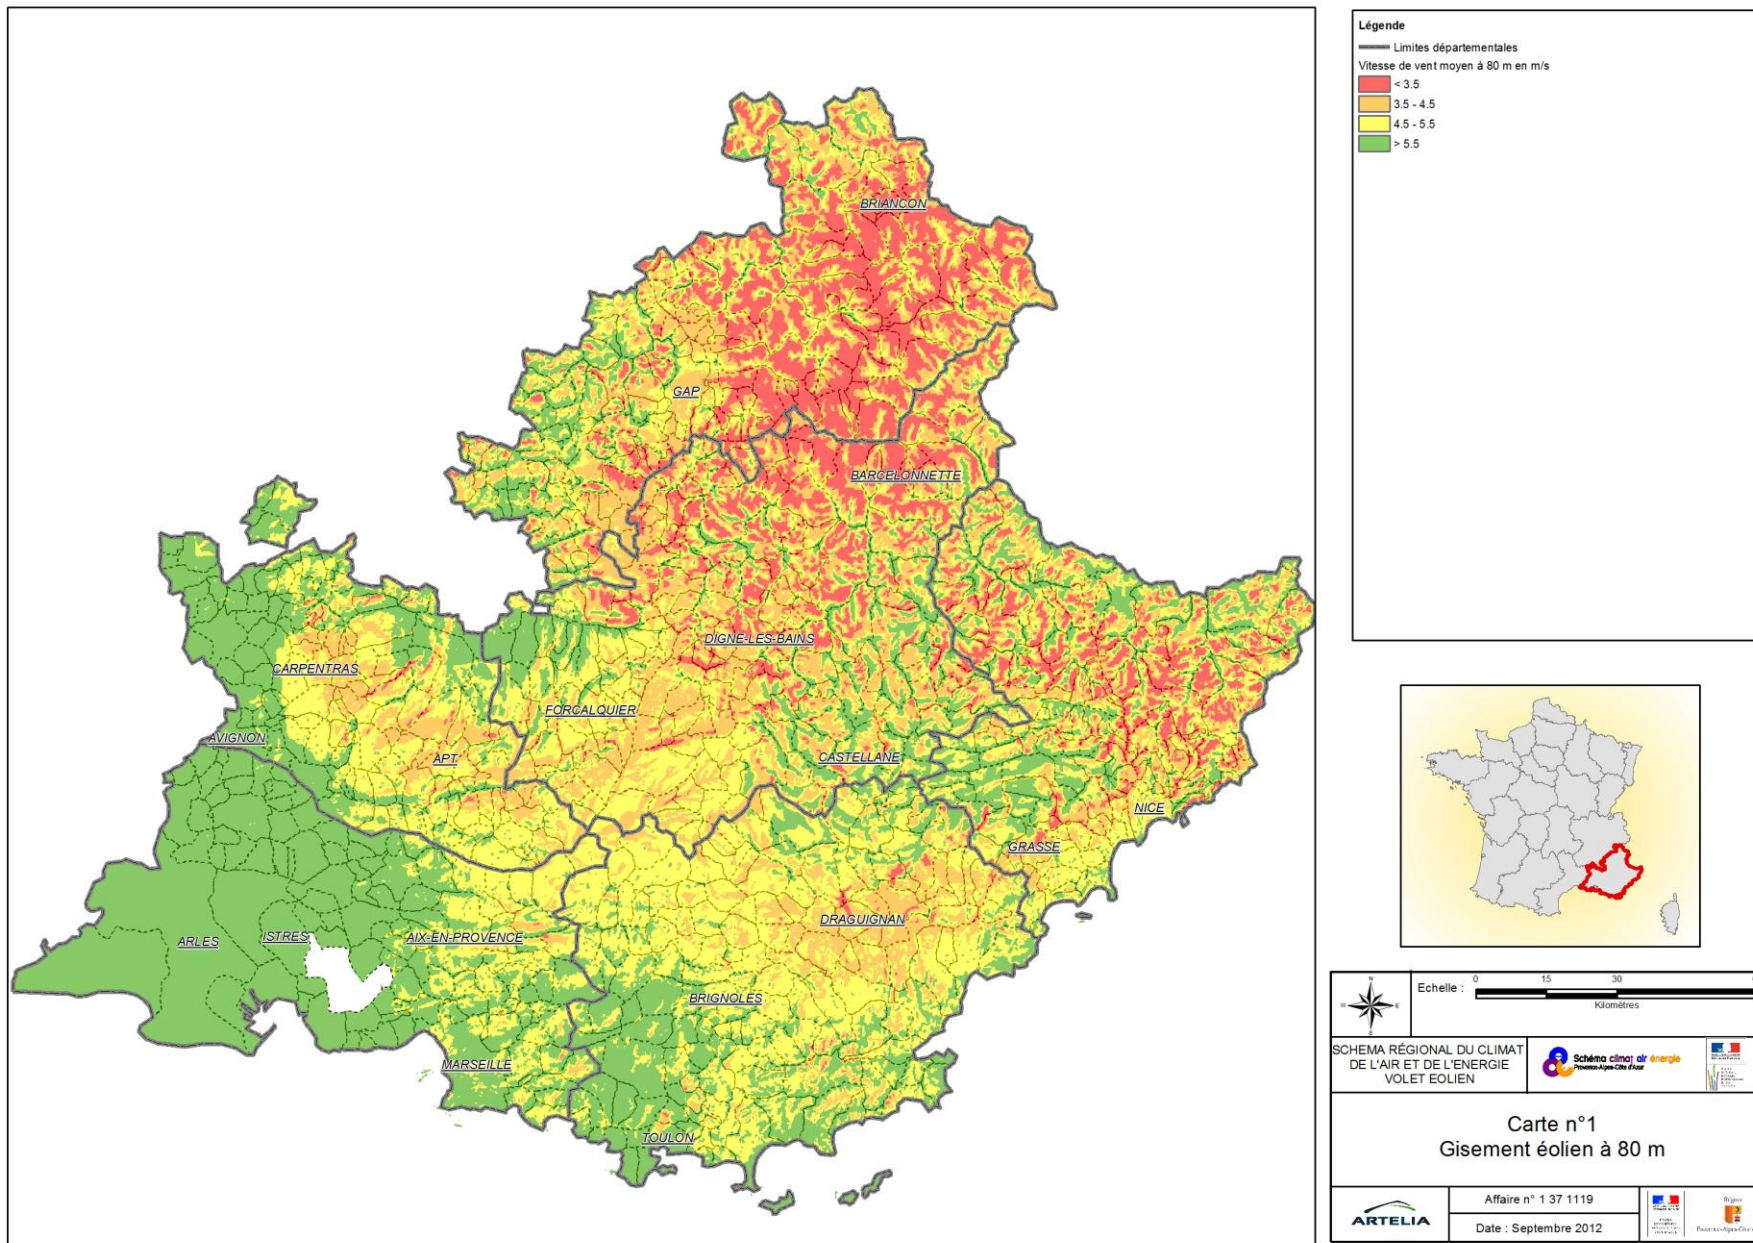 Légende
Limites départementales
Vitesse de vent moyen à 80 m en m/s
< 3.5
3.5 - 4.5
4.5 - 5.5
> 5.5
BRIANCON
GAP
BARCELONNETTE
DIGNE-LES-BAINS
CARPENTRAS
FORCALQUIER
AVIGNON
APT
CASTELLANE
NICE
GRASSE
DRAGUIGNAN
ARLES
ISTRES
AIX-EN-PROVENCE
BRIGNOLES
MARSEILLE
TOULON
N
W
E
S
Echelle :
0 15 30
Kilomètres
SCHEMA RÉGIONAL DU CLIMAT
DE L'AIR ET DE L'ENERGIE
VOLET EOLIEN
Schéma climat air énergie
Provence-Alpes-Côte d'Azur
Carte n°1
Gisement éolien à 80 m
ARTELIA
Affaire n° 1 37 1119
Date : Septembre 2012
Région